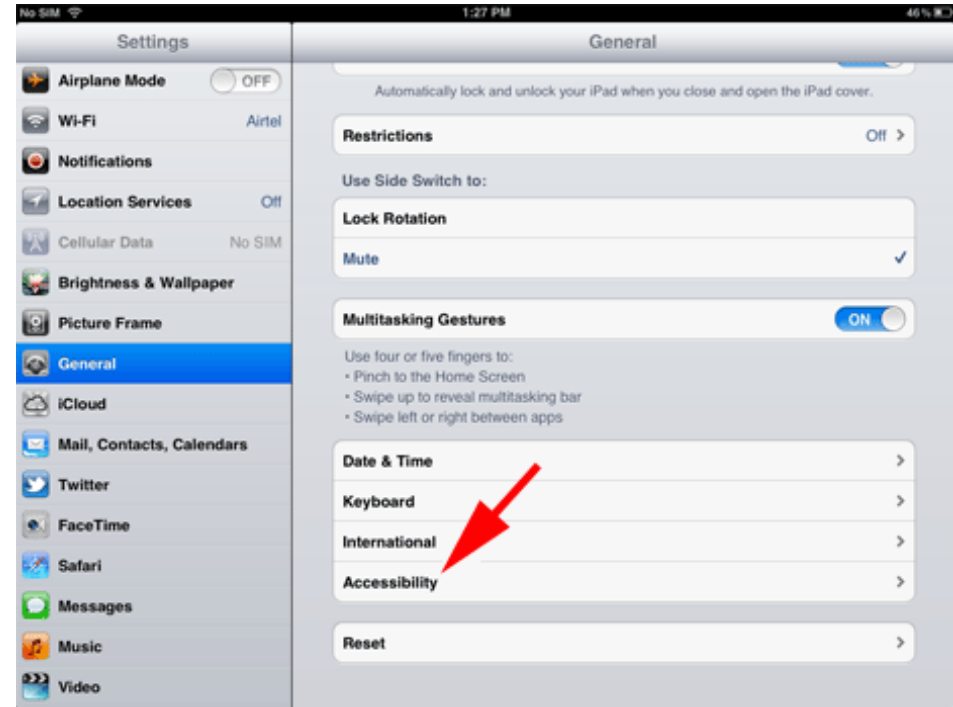 No SIM 1:27 PM 46%
Settings
Airplane Mode OFF
Wi-Fi Airtel
Notifications
Location Services Off
Cellular Data No SIM
Brightness & Wallpaper
Picture Frame
General
iCloud
Mail, Contacts, Calendars
Twitter
FaceTime
Safari
Messages
Music
Video
General
Automatically lock and unlock your iPad when you close and open the iPad cover.
Restrictions Off
Use Side Switch to:
Lock Rotation
Mute
Multitasking Gestures ON
Use four or five fingers to:
• Pinch to the Home Screen
• Swipe up to reveal multitasking bar
• Swipe left or right between apps
Date & Time
Keyboard
International
Accessibility
Reset